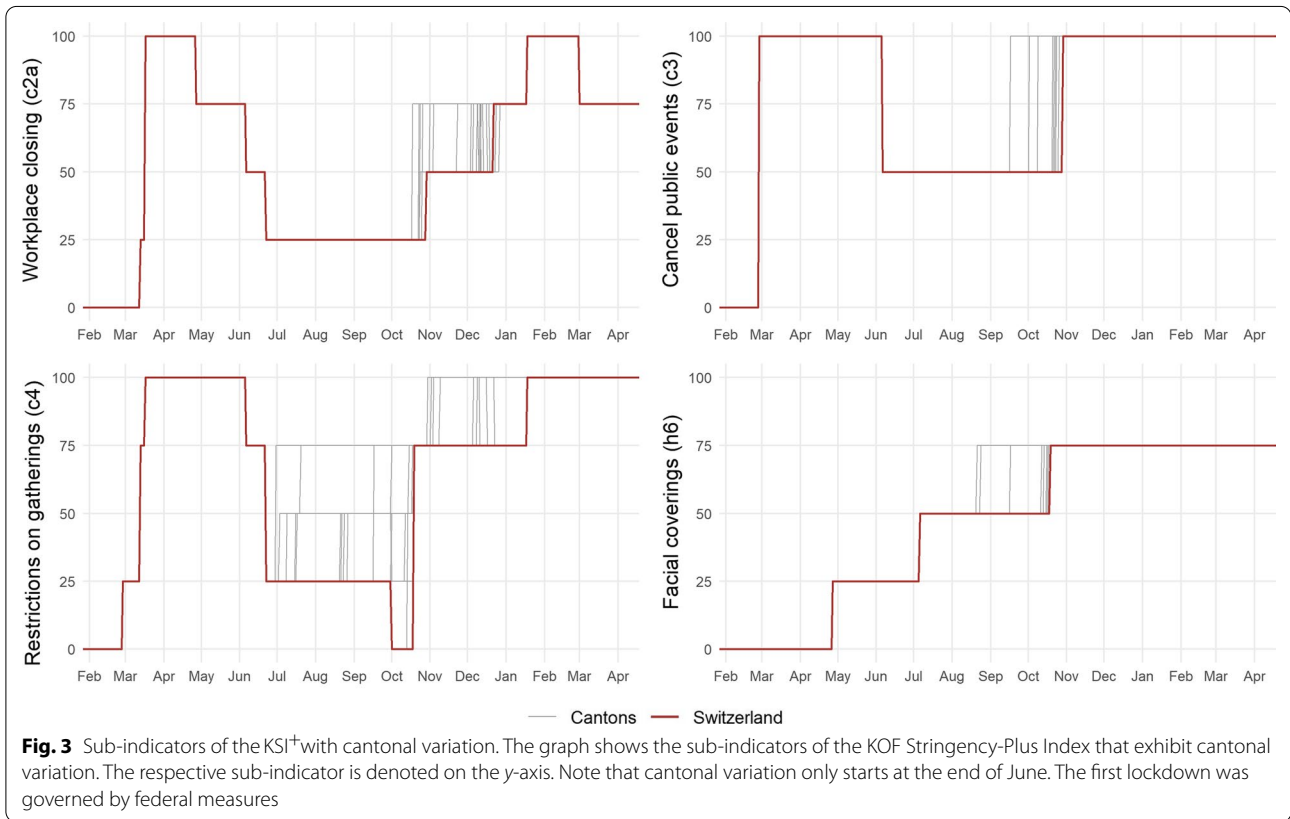 Workplace closing (c2a)
100
75
50
25
0
Feb Mar Apr May Jun Jul Aug Sep Oct Nov Dec Jan Feb Mar Apr
Cancel public events (c3)
100
75
50
25
0
Feb Mar Apr May Jun Jul Aug Sep Oct Nov Dec Jan Feb Mar Apr
Restrictions on gatherings (c4)
100
75
50
25
0
Feb Mar Apr May Jun Jul Aug Sep Oct Nov Dec Jan Feb Mar Apr
Facial coverings (h6)
100
75
50
25
0
Feb Mar Apr May Jun Jul Aug Sep Oct Nov Dec Jan Feb Mar Apr
Cantons Switzerland
Fig. 3 Sub-indicators of the KSI+ with cantonal variation. The graph shows the sub-indicators of the KOF Stringency-Plus Index that exhibit cantonal
variation. The respective sub-indicator is denoted on the y-axis. Note that cantonal variation only starts at the end of June. The first lockdown was
governed by federal measures